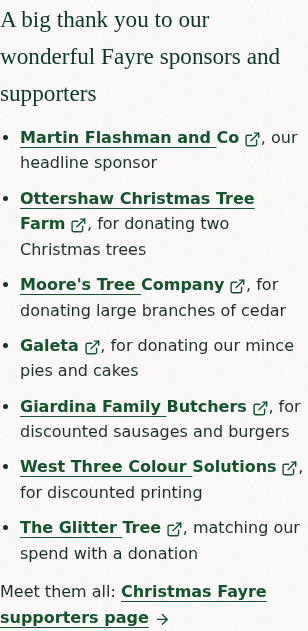 A big thank you to our
wonderful Fayre sponsors and
supporters
• Martin Flashman and Co, our
headline sponsor
• Ottershaw Christmas Tree
Farm, for donating two
Christmas trees
• Moore's Tree Company, for
donating large branches of cedar
• Galeta, for donating our mince
pies and cakes
• Giardina Family Butchers, for
discounted sausages and burgers
• West Three Colour Solutions,
for discounted printing
• The Glitter Tree, matching our
spend with a donation
Meet them all: Christmas Fayre
supporters page →